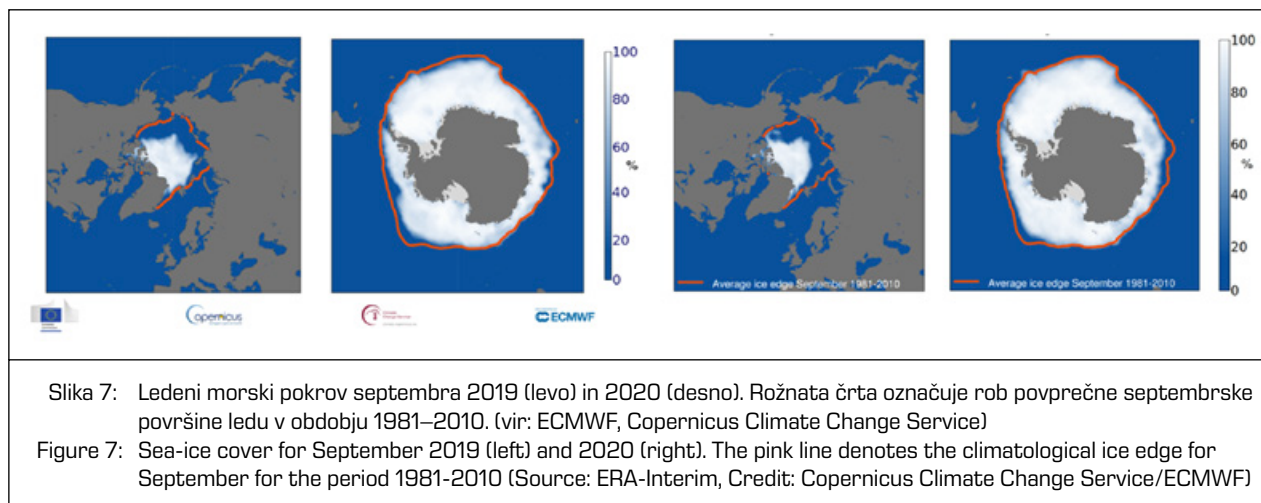 100
80
60
%
40
20
0
Average ice edge September 1981-2010
Average ice edge September 1981-2010
100
80
60
%
40
20
0
opernicus
ECMWF
Slika 7: Ledeni morski pokrov septembra 2019 (levo) in 2020 (desno). Rožnata črta označuje rob povprečne septembrske
površine ledu v obdobju 1981–2010. (vir: ECMWF, Copernicus Climate Change Service)
Figure 7: Sea-ice cover for September 2019 (left) and 2020 (right). The pink line denotes the climatological ice edge for
September for the period 1981-2010 (Source: ERA-Interim, Credit: Copernicus Climate Change Service/ECMWF)